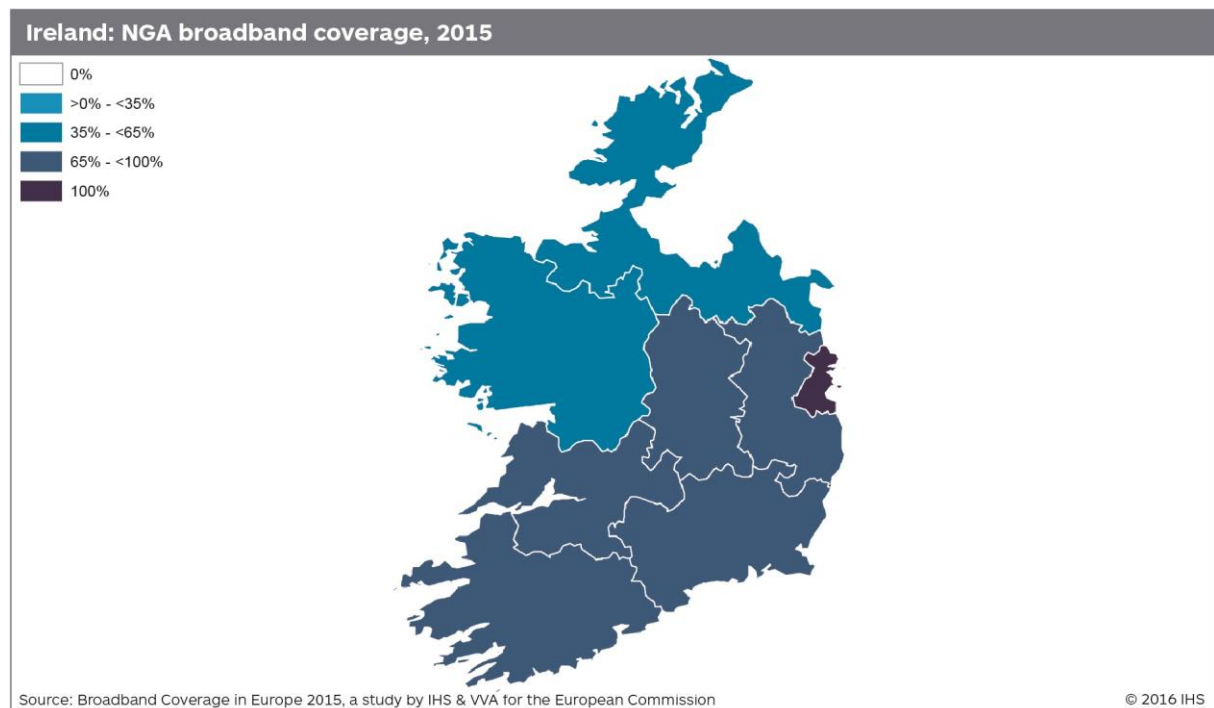 Ireland: NGA broadband coverage, 2015
0%
>0% - <35%
35% - <65%
65% - <100%
100%
Source: Broadband Coverage in Europe 2015, a study by IHS & VVA for the European Commission
© 2016 IHS